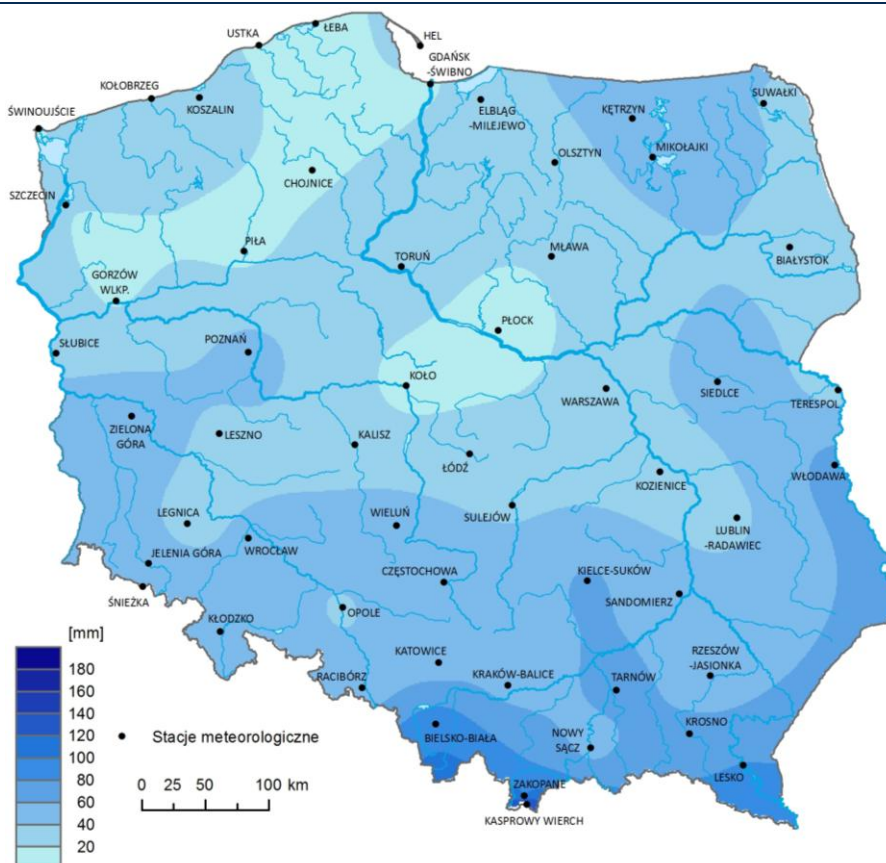 ŁEBA
USTKA
HEL
GDAŃSK
-ŚWIBNO
KOŁOBRZEG
KOSZALIN
ŚWINOUJŚCIE
SUWAŁKI
KĘTRZYN
ELBLĄG
-MILEJEWO
OLSZTYN
MIKOŁAJKI
CHOJNICE
SZCZECIN
PIŁA
TORUŃ
MŁAWA
BIAŁYSTOK
GORZÓW
WLKP.
PŁOCK
SŁUBICE
POZNAŃ
KOŁO
WARSZAWA
SIEDLCE
TERESPOL
ZIELONA
GÓRA
LESZNO
KALISZ
ŁÓDŹ
KOZIENICE
WŁODAWA
LEGNICA
WIELUŃ
SULEJÓW
LUBLIN
-RADAWIEC
JELENIA GÓRA
WROCŁAW
CZĘSTOCHOWA
KIELCE-SUKÓW
SANDOMIERZ
ŚNIEŻKA
KŁODZKO
OPOLE
KATOWICE
RZESZÓW
-JASIONKA
RACIBÓRZ
KRAKÓW-BALICE
TARNÓW
BIELSKO-BIAŁA
NOWY
SĄCZ
KROSNO
LESKO
ZAKOPANE
KASPROWY WIERCH
[mm]
180
160
140
120
100
80
60
40
20
Stacje meteorologiczne
0 25 50 100 km